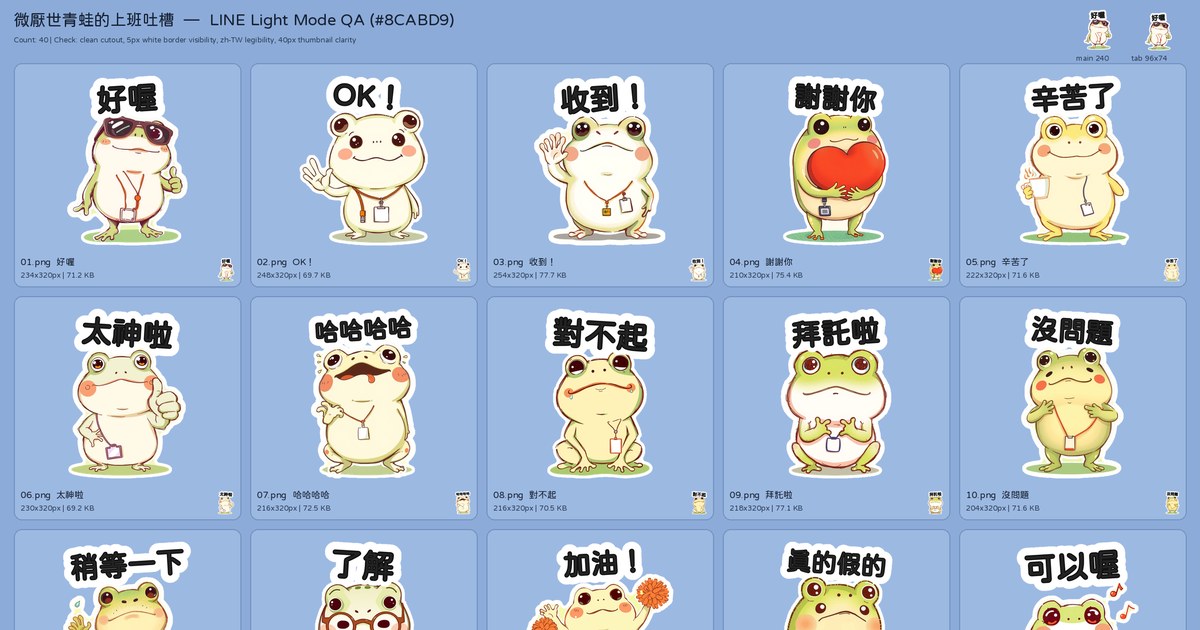 微厭世青蛙的上班吐槽 — LINE Light Mode QA (#8CABD9)
Count: 40 | Check: clean cutout, 5px white border visibility, zh-TW legibility, 40px thumbnail clarity
好喔
好喔
main 240
tab 96x74
好喔
OK!
收到!
謝謝你
辛苦了
01.png 好喔
234x320px | 71.2 KB
02.png OK!
248x320px | 69.7 KB
03.png 收到!
254x320px | 77.7 KB
04.png 謝謝你
210x320px | 75.4 KB
05.png 辛苦了
222x320px | 71.6 KB
太神啦
哈哈哈哈
對不起
拜託啦
沒問題
06.png 太神啦
230x320px | 69.2 KB
07.png 哈哈哈哈
216x320px | 72.5 KB
08.png 對不起
216x320px | 70.5 KB
09.png 拜託啦
218x320px | 77.1 KB
10.png 沒問題
204x320px | 71.6 KB
稍等一下
了解
加油!
真的假的
可以喔